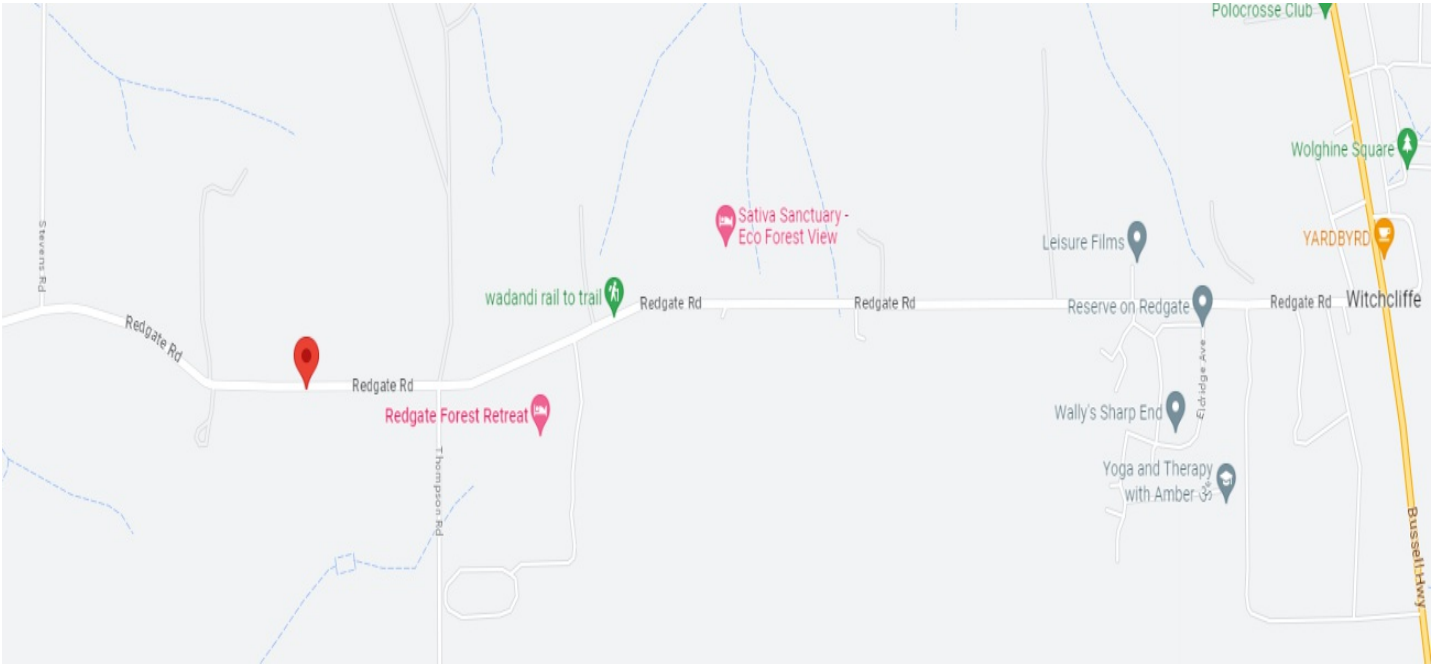 Polocrosse Club
Wolghine Square
Stevens Rd
Sativa Sanctuary -
Eco Forest View
Leisure Films
YARDBYRD
wadandi rail to trail
Redgate Rd
Redgate Rd
Reserve on Redgate
Redgate Rd
Witchcliffe
Redgate Rd
Redgate Rd
Eldridge Ave
Redgate Forest Retreat
Wally's Sharp End
Thompson Rd
Yoga and Therapy
with Amber ॐ
Bussell Hwy